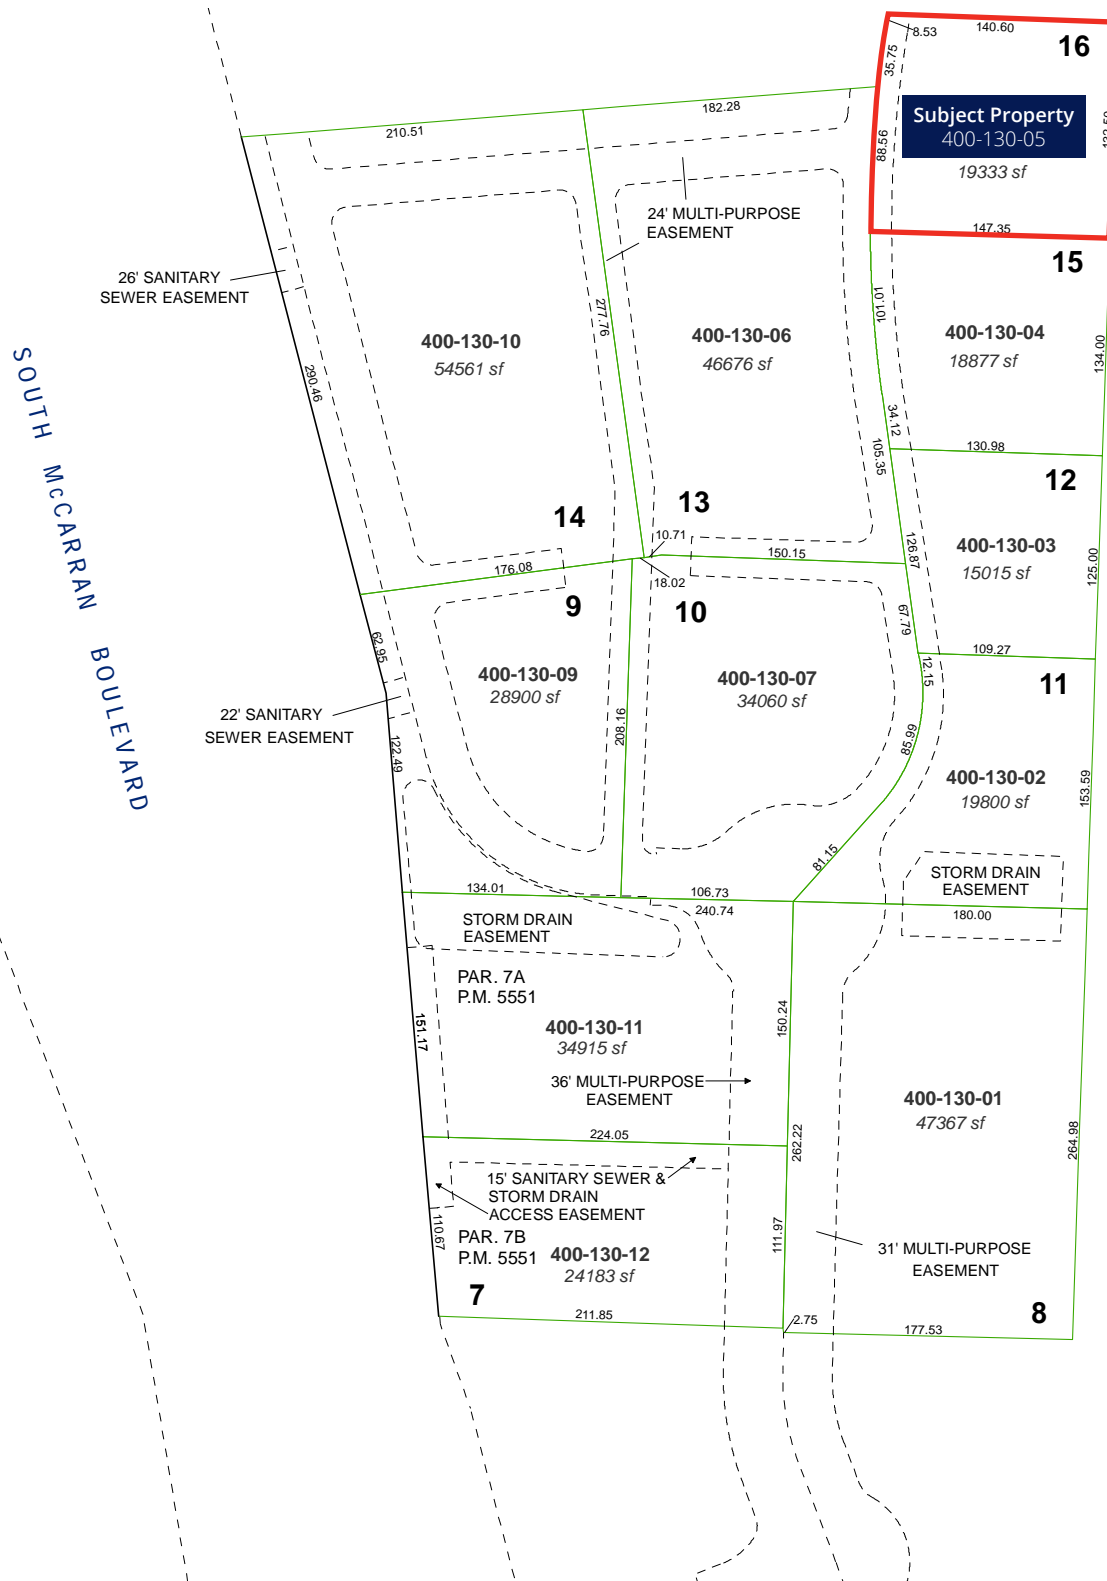 8.53
140.60
16
35.75
Subject Property
400-130-05
19333 sf
88.56
147.35
210.51
182.28
24' MULTI-PURPOSE
EASEMENT
26' SANITARY
SEWER EASEMENT
15
101.01
400-130-04
18877 sf
134.00
277.76
400-130-10
54561 sf
400-130-06
46676 sf
290.46
SOUTH McCARRAN BOULEVARD
34.12
105.35
130.98
12
14
13
10.71
150.15
18.02
176.08
126.87
400-130-03
15015 sf
125.00
9
10
67.79
109.27
62.95
12.15
11
400-130-09
28900 sf
400-130-07
34060 sf
22' SANITARY
SEWER EASEMENT
122.49
208.16
85.99
400-130-02
19800 sf
153.59
81.15
STORM DRAIN
EASEMENT
134.01
106.73
240.74
180.00
STORM DRAIN
EASEMENT
PAR. 7A
P.M. 5551
151.17
400-130-11
34915 sf
150.24
36' MULTI-PURPOSE
EASEMENT
400-130-01
47367 sf
224.05
262.22
264.98
15' SANITARY SEWER &
STORM DRAIN
ACCESS EASEMENT
110.67
PAR. 7B
P.M. 5551
400-130-12
24183 sf
111.97
31' MULTI-PURPOSE
EASEMENT
7
211.85
2.75
177.53
8